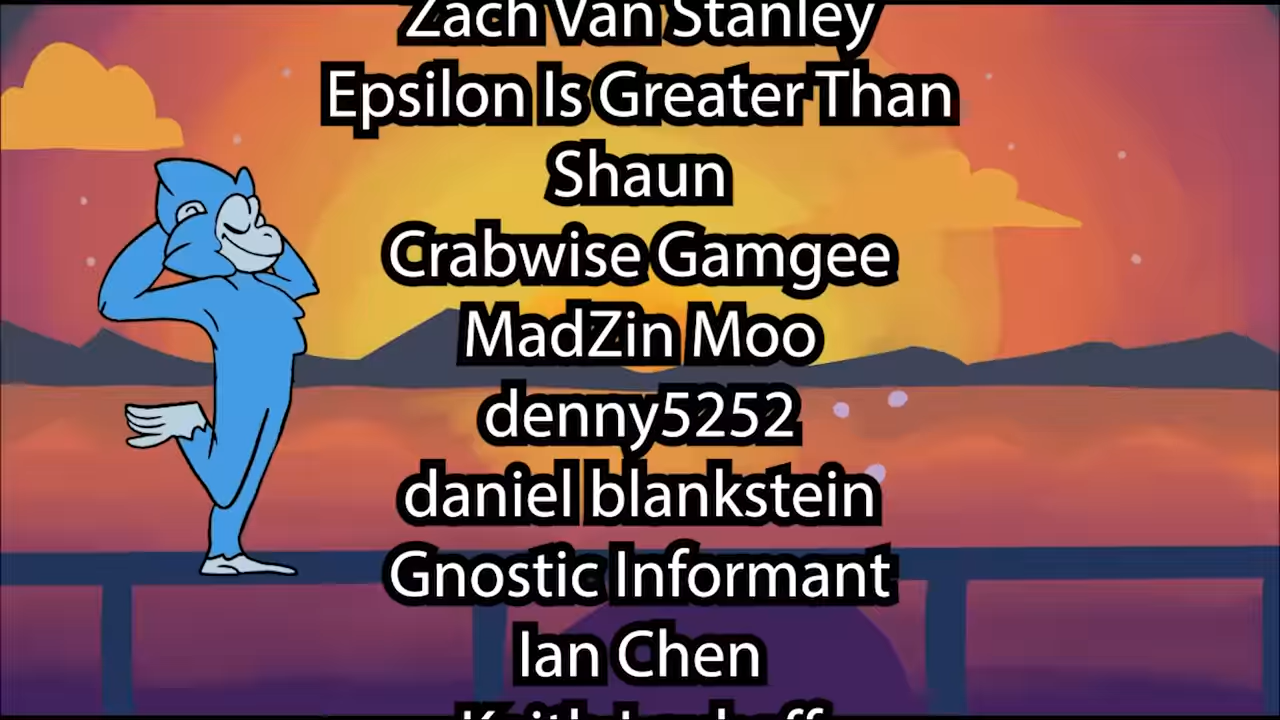 Zach Van Stanley
Epsilon Is Greater Than
Shaun
Crabwise Gamgee
MadZin Moo
denny5252
daniel blankstein
Gnostic Informant
Ian Chen
Keith